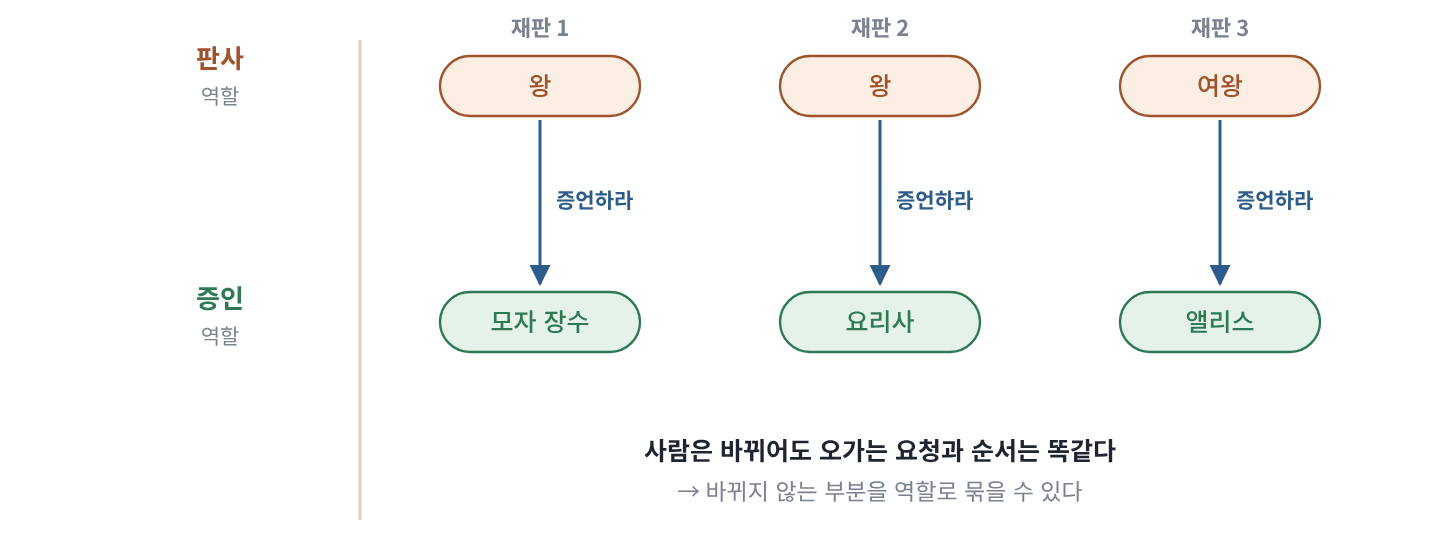 재판 1
재판 2
재판 3
판사
역할
왕
왕
여왕
증언하라
증언하라
증언하라
증인
역할
모자 장수
요리사
앨리스
사람은 바뀌어도 오가는 요청과 순서는 똑같다
→ 바뀌지 않는 부분을 역할로 묶을 수 있다